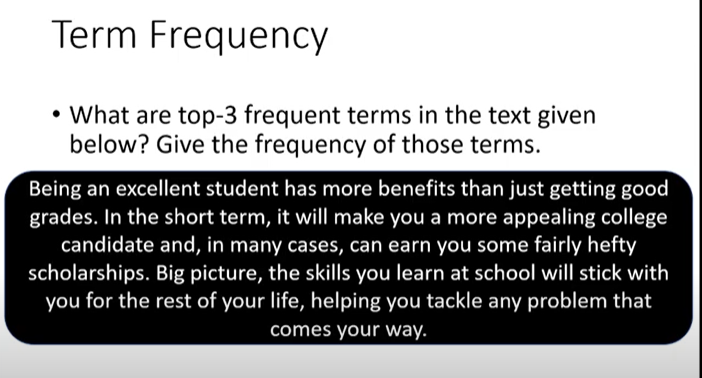 Term Frequency
• What are top-3 frequent terms in the text given
below? Give the frequency of those terms.
Being an excellent student has more benefits than just getting good
grades. In the short term, it will make you a more appealing college
candidate and, in many cases, can earn you some fairly hefty
scholarships. Big picture, the skills you learn at school will stick with
you for the rest of your life, helping you tackle any problem that
comes your way.